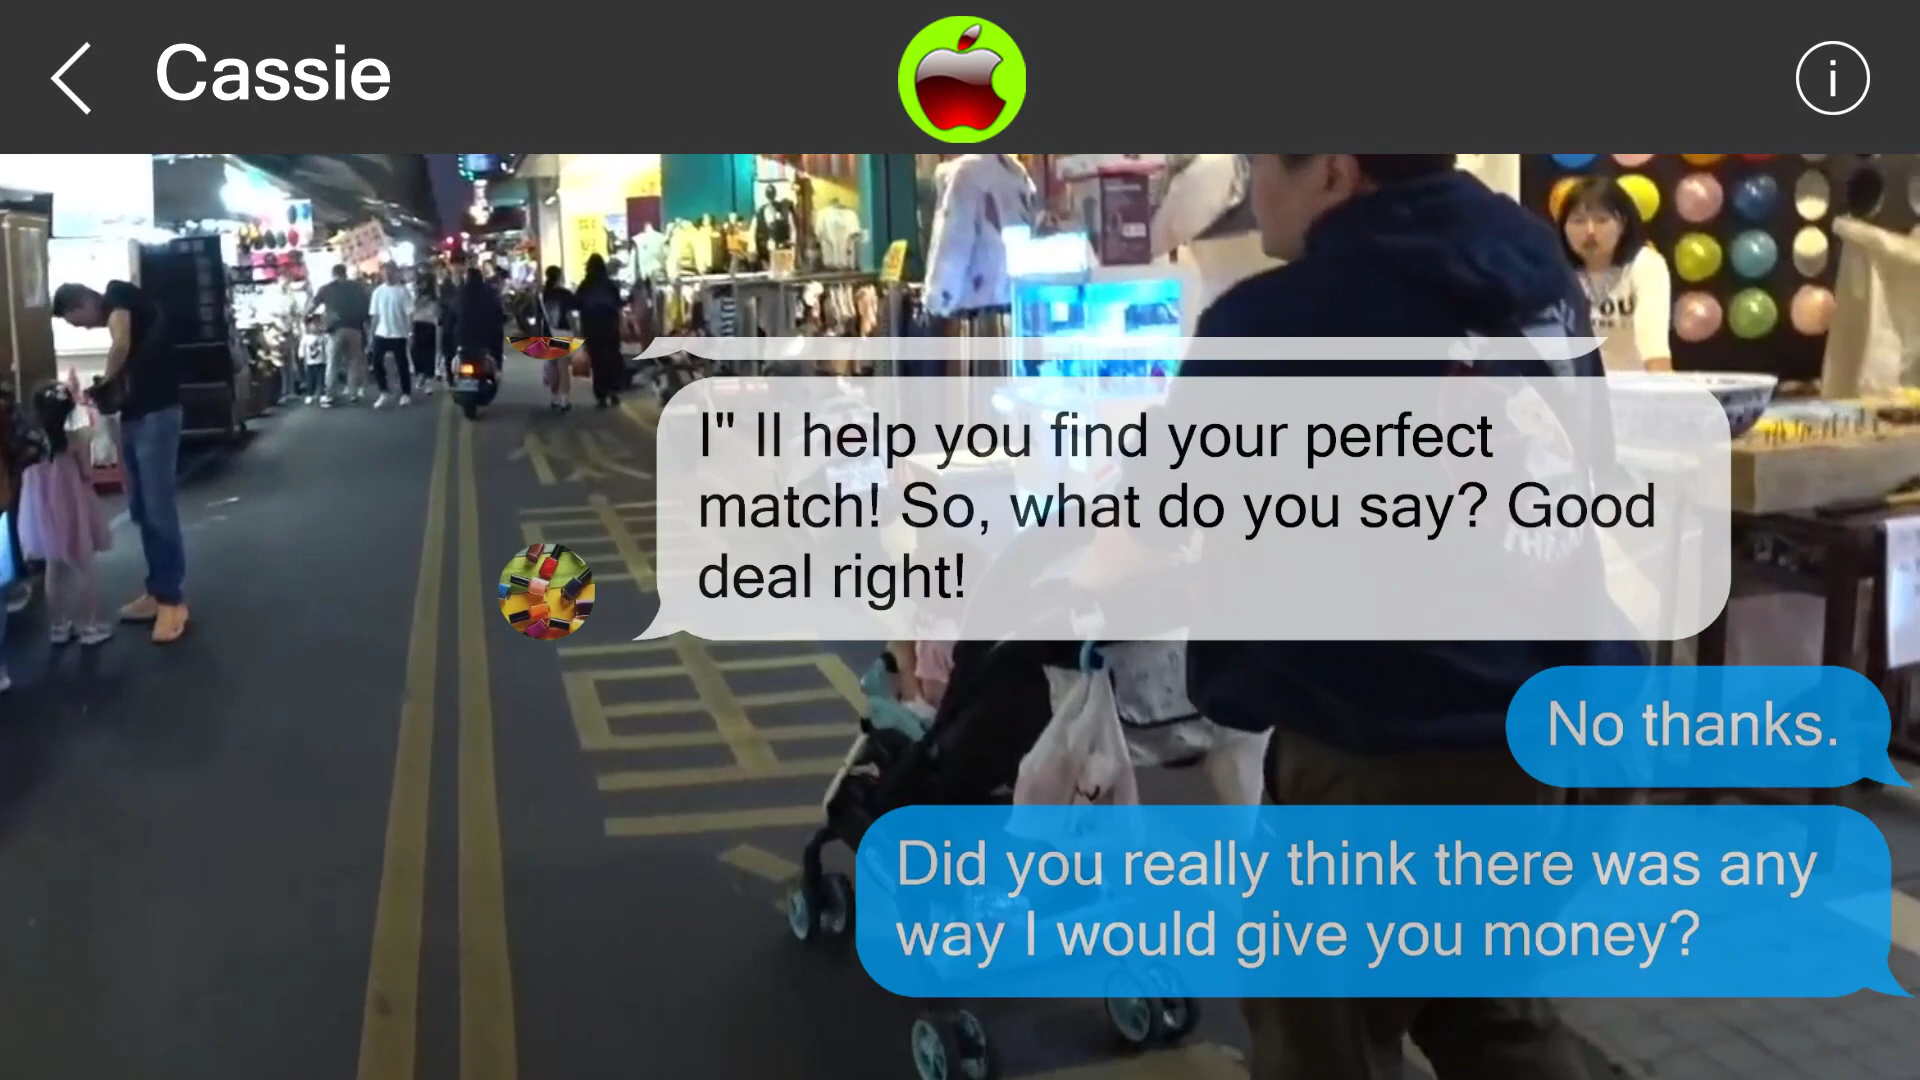 Cassie
i
I" ll help you find your perfect
match! So, what do you say? Good
deal right!
No thanks.
Did you really think there was any
way I would give you money?